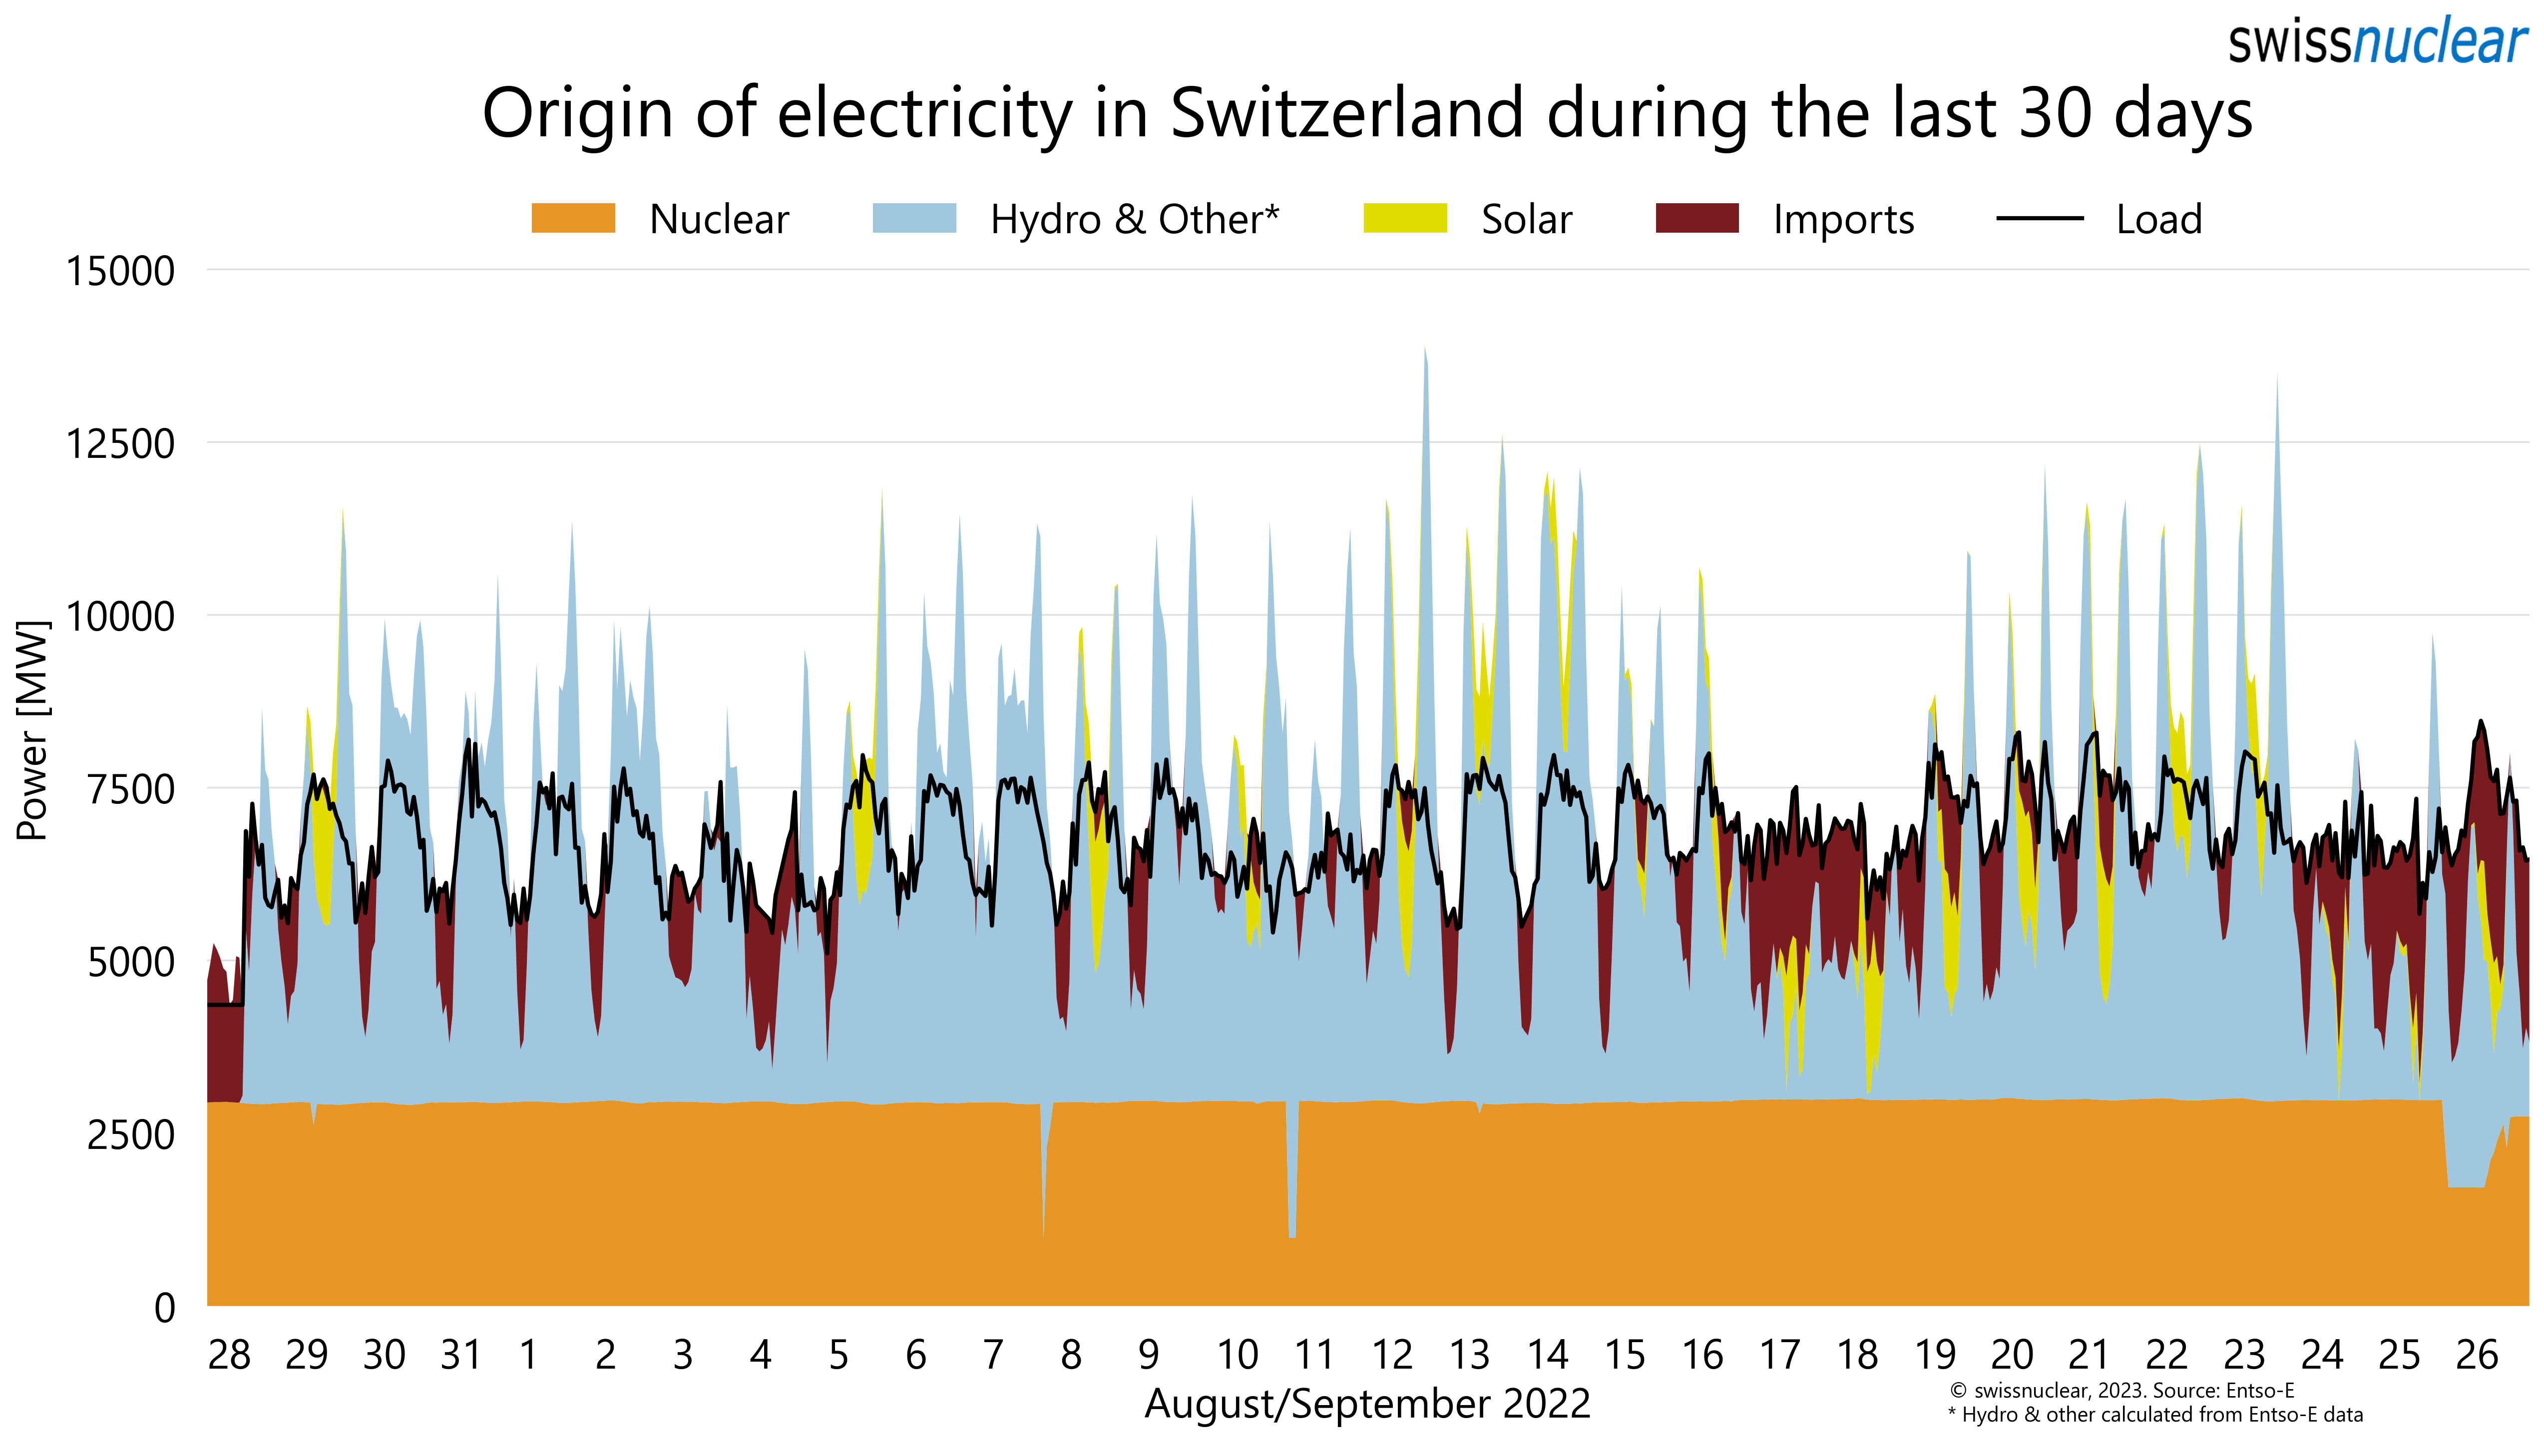 swissnuclear
Origin of electricity in Switzerland during the last 30 days
Nuclear Hydro & Other* Solar Imports Load
15000
12500
10000
7500
5000
2500
0
Power [MW]
28 29 30 31 1 2 3 4 5 6 7 8 9 10 11 12 13 14 15 16 17 18 19 20 21 22 23 24 25 26
August/September 2022
© swissnuclear, 2023. Source: Entso-E
* Hydro & other calculated from Entso-E data